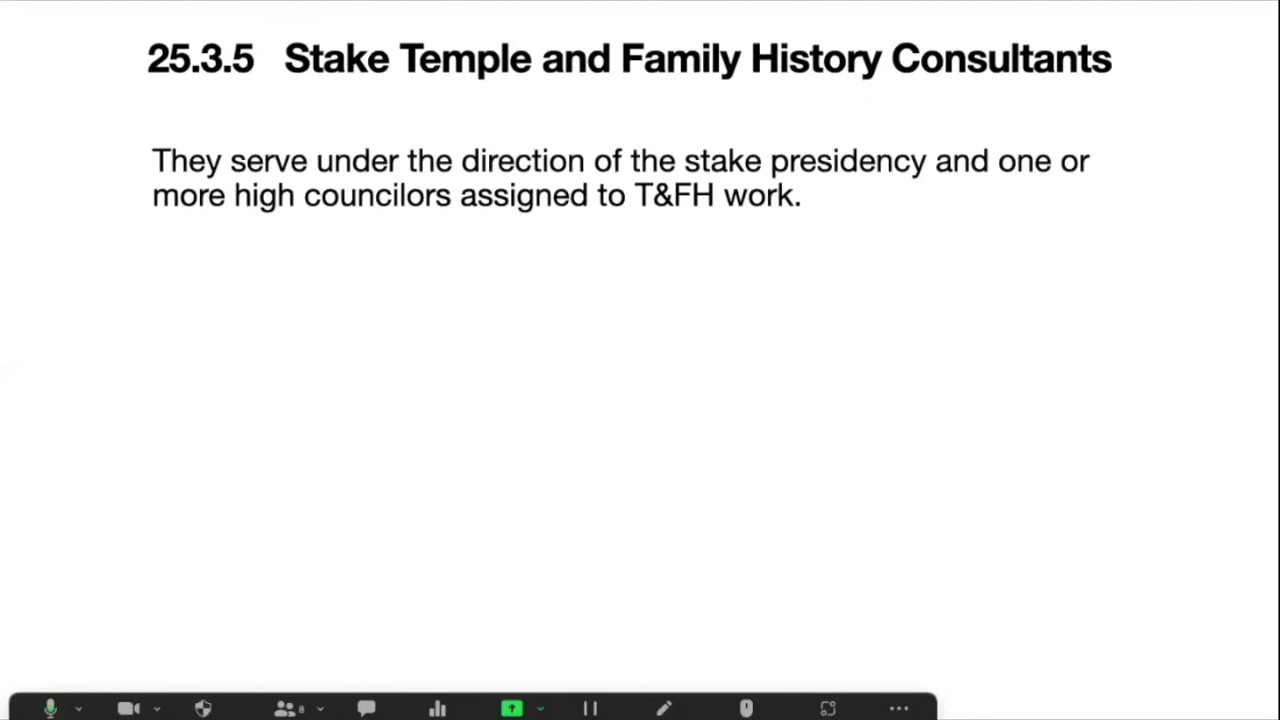 25.3.5 Stake Temple and Family History Consultants
They serve under the direction of the stake presidency and one or
more high councilors assigned to T&FH work.
8